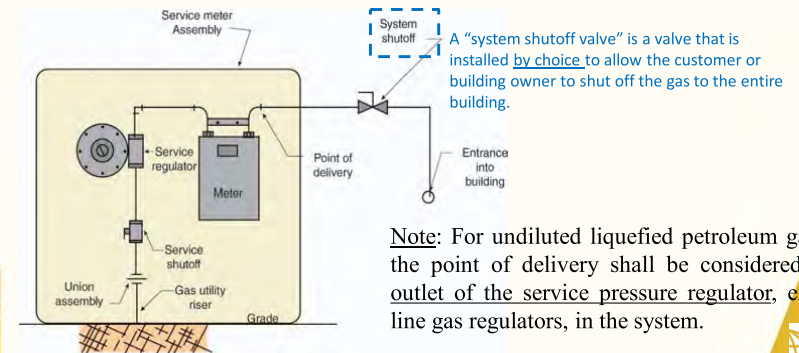 Service meter
Assembly
System
shutoff
A “system shutoff valve” is a valve that is
installed by choice to allow the customer or
building owner to shut off the gas to the entire
building.
Service
regulator
Point of
delivery
Entrance
into
building
Meter
Service
shutoff
Union
assembly
Gas utility
riser
Grade
Note: For undiluted liquefied petroleum
the point of delivery shall be considered
outlet of the service pressure regulator,
line gas regulators, in the system.